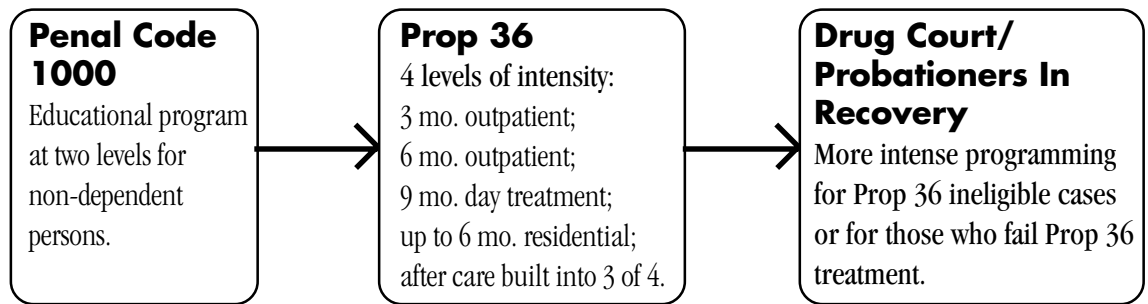 Penal Code
1000
Educational program
at two levels for
non-dependent
persons.
Prop 36
4 levels of intensity:
3 mo. outpatient;
6 mo. outpatient;
9 mo. day treatment;
up to 6 mo. residential;
after care built into 3 of 4.
Drug Court/
Probationers In
Recovery
More intense programming
for Prop 36 ineligible cases
or for those who fail Prop 36
treatment.